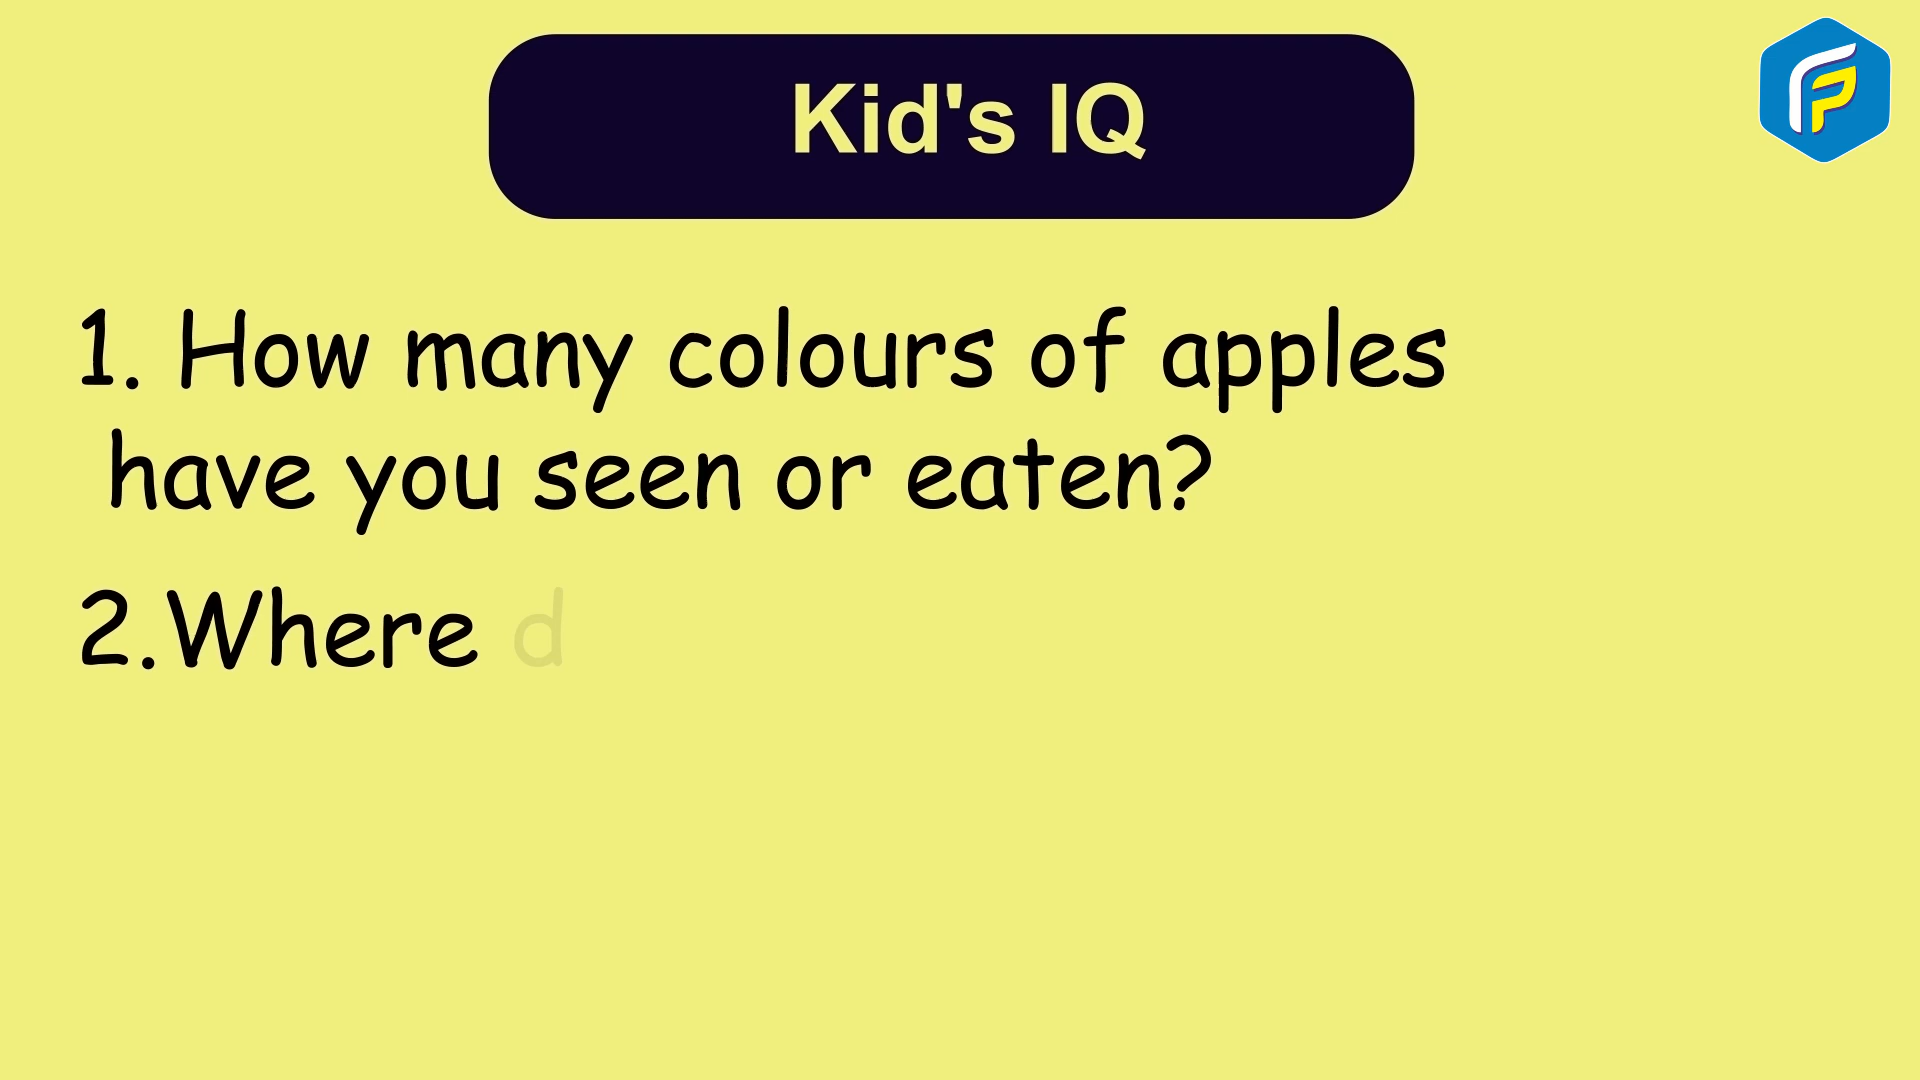 Kid's IQ
1. How many colours of apples
have you seen or eaten?
2.Where d